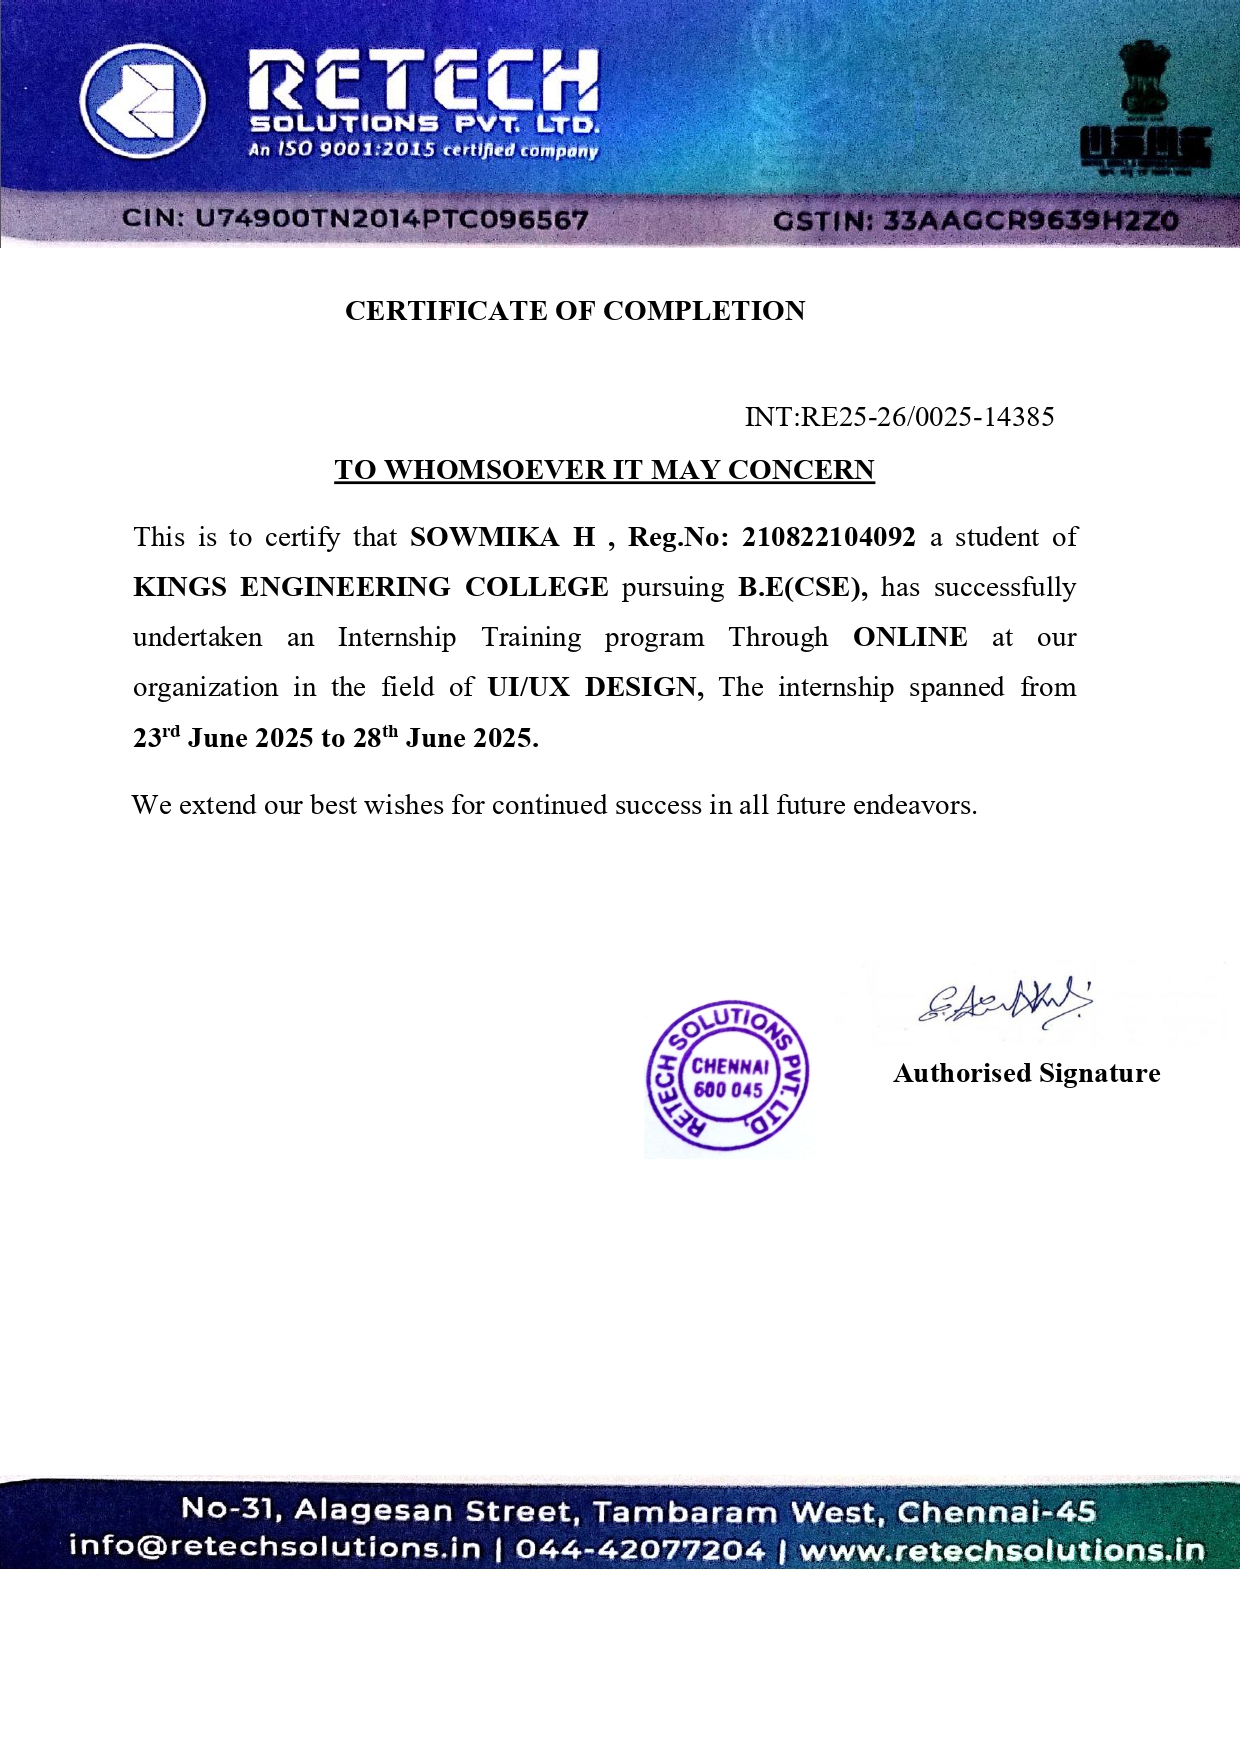 RETECH
SOLUTIONS PVT. LTD.
An ISO 9001:2015 certified company
CIN: U74900TN2014PTC096567
GSTIN: 33AAGCR9639H2Z0
CERTIFICATE OF COMPLETION
INT:RE25-26/0025-14385
TO WHOMSOEVER IT MAY CONCERN
This is to certify that SOWMIKA H , Reg.No: 210822104092 a student of
KINGS ENGINEERING COLLEGE pursuing B.E(CSE), has successfully
undertaken an Internship Training program Through ONLINE at our
organization in the field of UI/UX DESIGN, The internship spanned from
23rd June 2025 to 28th June 2025.
We extend our best wishes for continued success in all future endeavors.
RETECH SOLUTIONS PVT. LTD,
CHENNAI
600 045
Authorised Signature
No-31, Alagesan Street, Tambaram West, Chennai-45
info@retechsolutions.in | 044-42077204 | www.retechsolutions.in